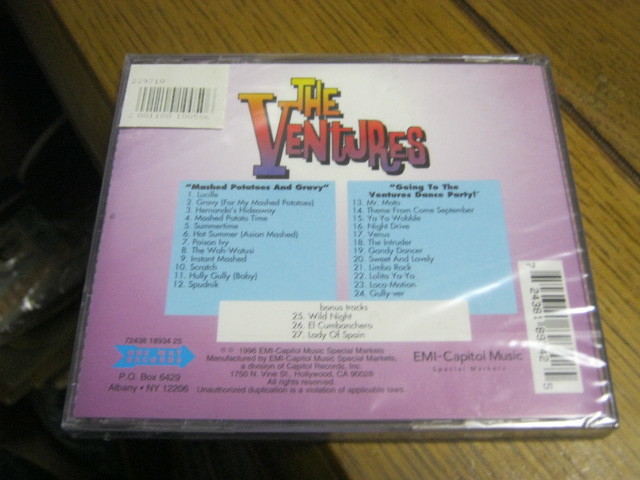 229710
THE
VENTURES
"Mashed Potatoes And Gravy"
1. Lucille
2. Gravy (For My Mashed Potatoes)
3. Hernando's Hideaway
4. Mashed Potato Time
5. Summertime
6. Hot Summer (Asian Mashed)
7. Poison Ivy
8. The Wah-Watusi
9. Instant Mashed
10. Scratch
11. Hully Gully (Baby)
12. Spudnik
"Going To The
Ventures Dance Party!"
13. Mr. Moto
14. Theme From Come September
15. Ya Ya Wobble
16. Night Drive
17. Venus
18. The Intruder
19. Gandy Dancer
20. Sweet And Lovely
21. Limbo Rock
22. Lolita Ya-Ya
23. Loco-Motion
24. Gully-ver
bonus tracks
25. Wild Night
26. El Cumbanchero
27. Lady Of Spain
72438 18934 25
ONE WAY
RECORDS
P.O. Box 6429
Albany • NY 12206
℗ © 1996 EMI-Capitol Music Special Markets
Manufactured by EMI-Capitol Music Special Markets,
a division of Capitol Records, Inc.
1750 N. Vine St., Hollywood, CA 90028
All rights reserved.
Unauthorized duplication is a violation of applicable laws.
EMI-Capitol Music
Special Markets